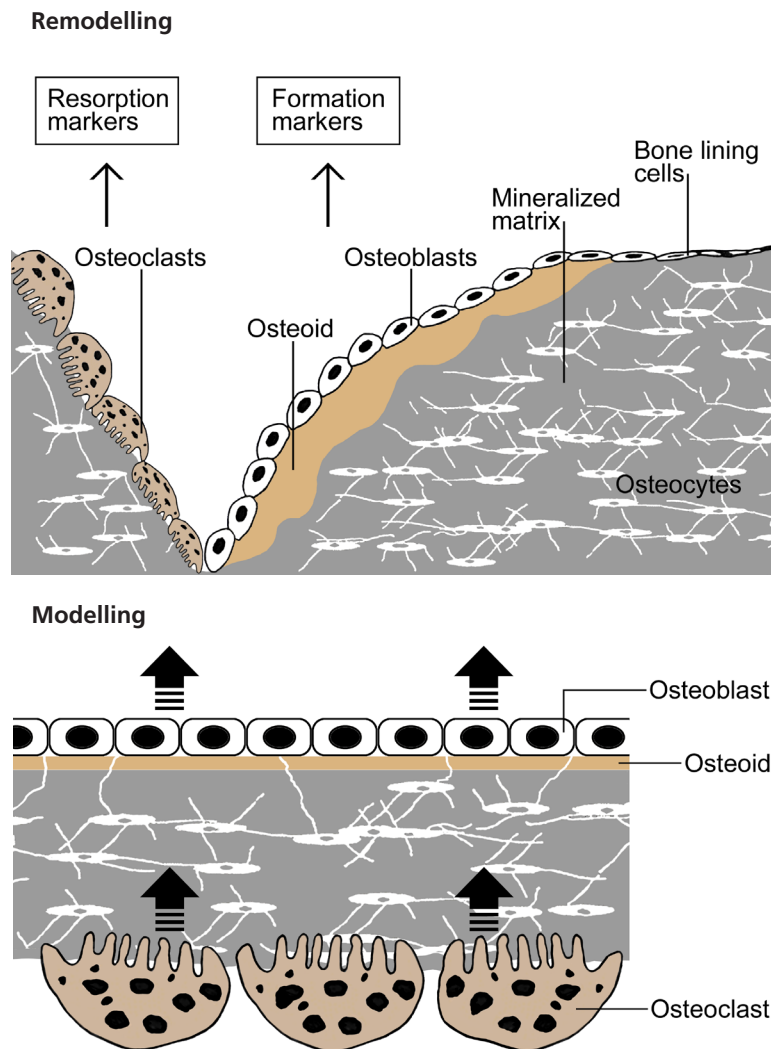 Remodelling
Resorption
markers
Formation
markers
Bone lining
cells
Mineralized
matrix
Osteoclasts
Osteoblasts
Osteoid
Osteocytes
Modelling
Osteoblast
Osteoid
Osteoclast